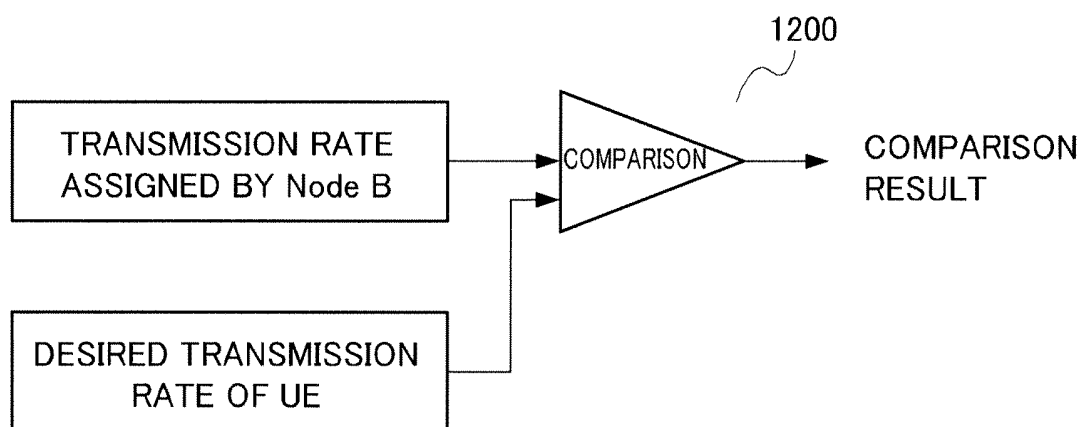 1200
TRANSMISSION RATE
ASSIGNED BY Node B
COMPARISON
COMPARISON
RESULT
DESIRED TRANSMISSION
RATE OF UE